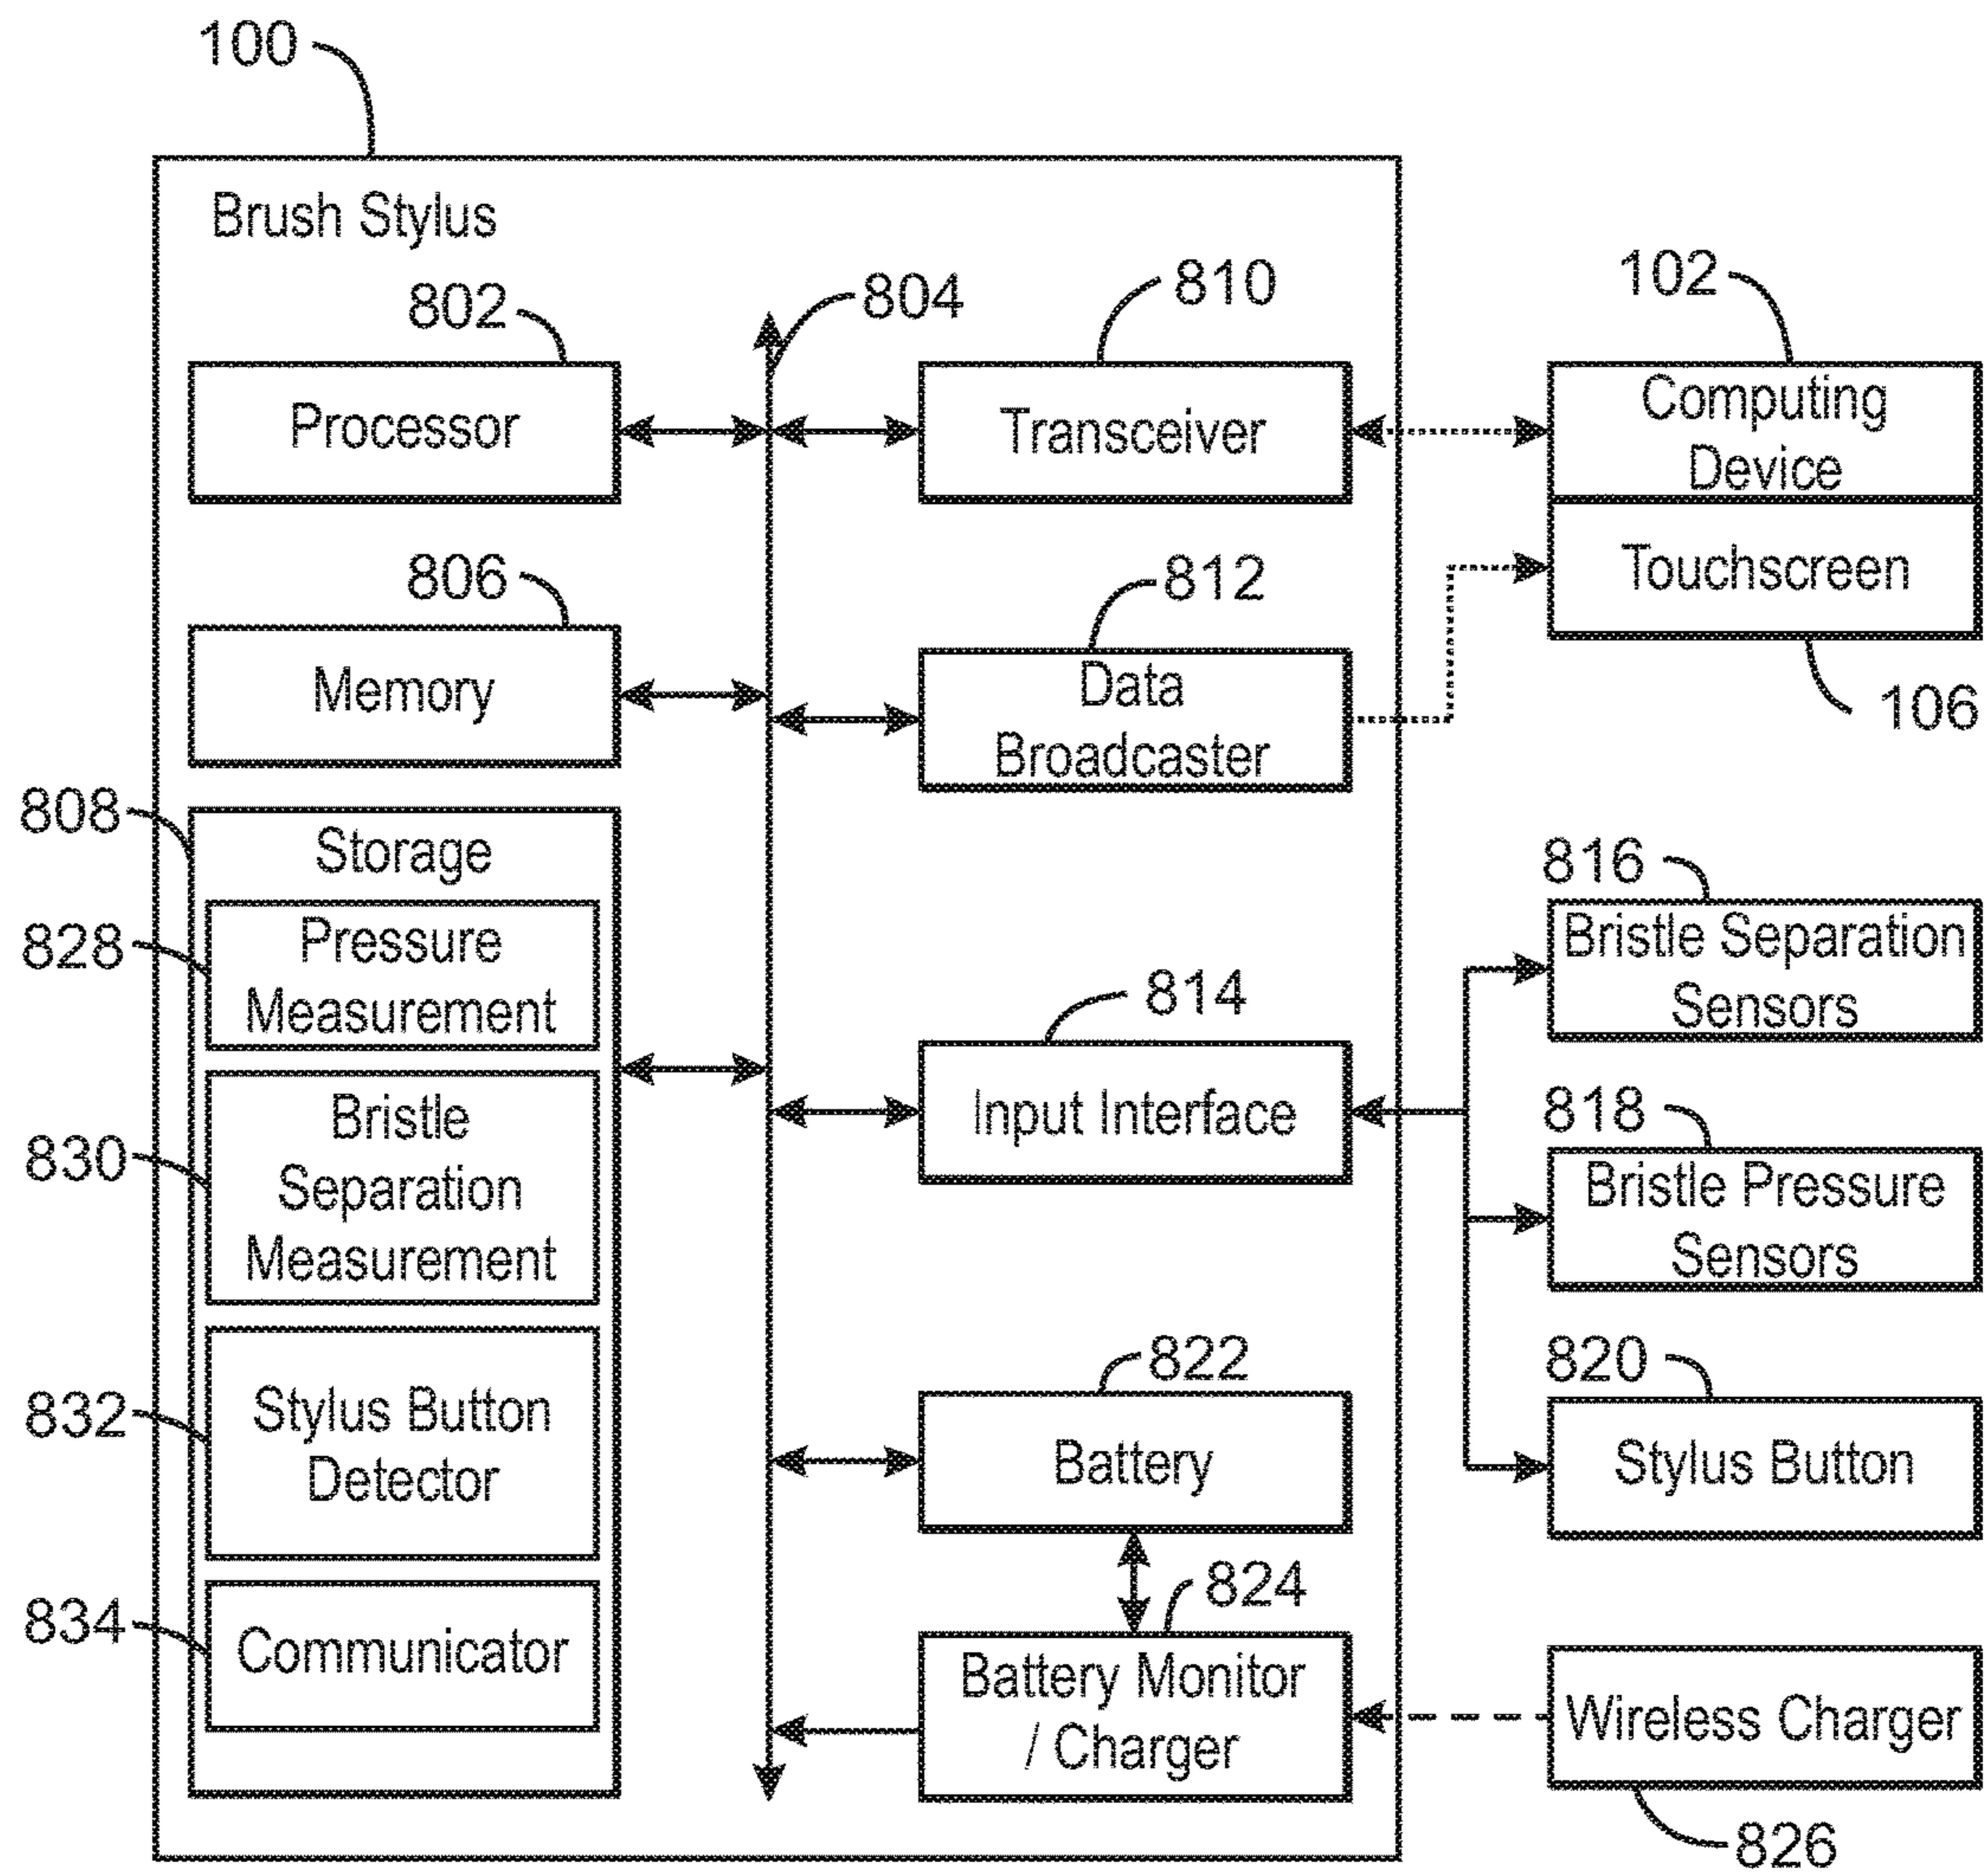 100
Brush Stylus
802
804
810
102
Processor
Transceiver
Computing
Device
806
812
Touchscreen
Memory
Data
Broadcaster
106
808
Storage
816
828
Pressure
Measurement
Bristle Separation
Sensors
814
830
Bristle
Separation
Measurement
Input Interface
818
Bristle Pressure
Sensors
822
820
832
Stylus Button
Detector
Battery
Stylus Button
824
834
Communicator
Battery Monitor
/ Charger
Wireless Charger
826